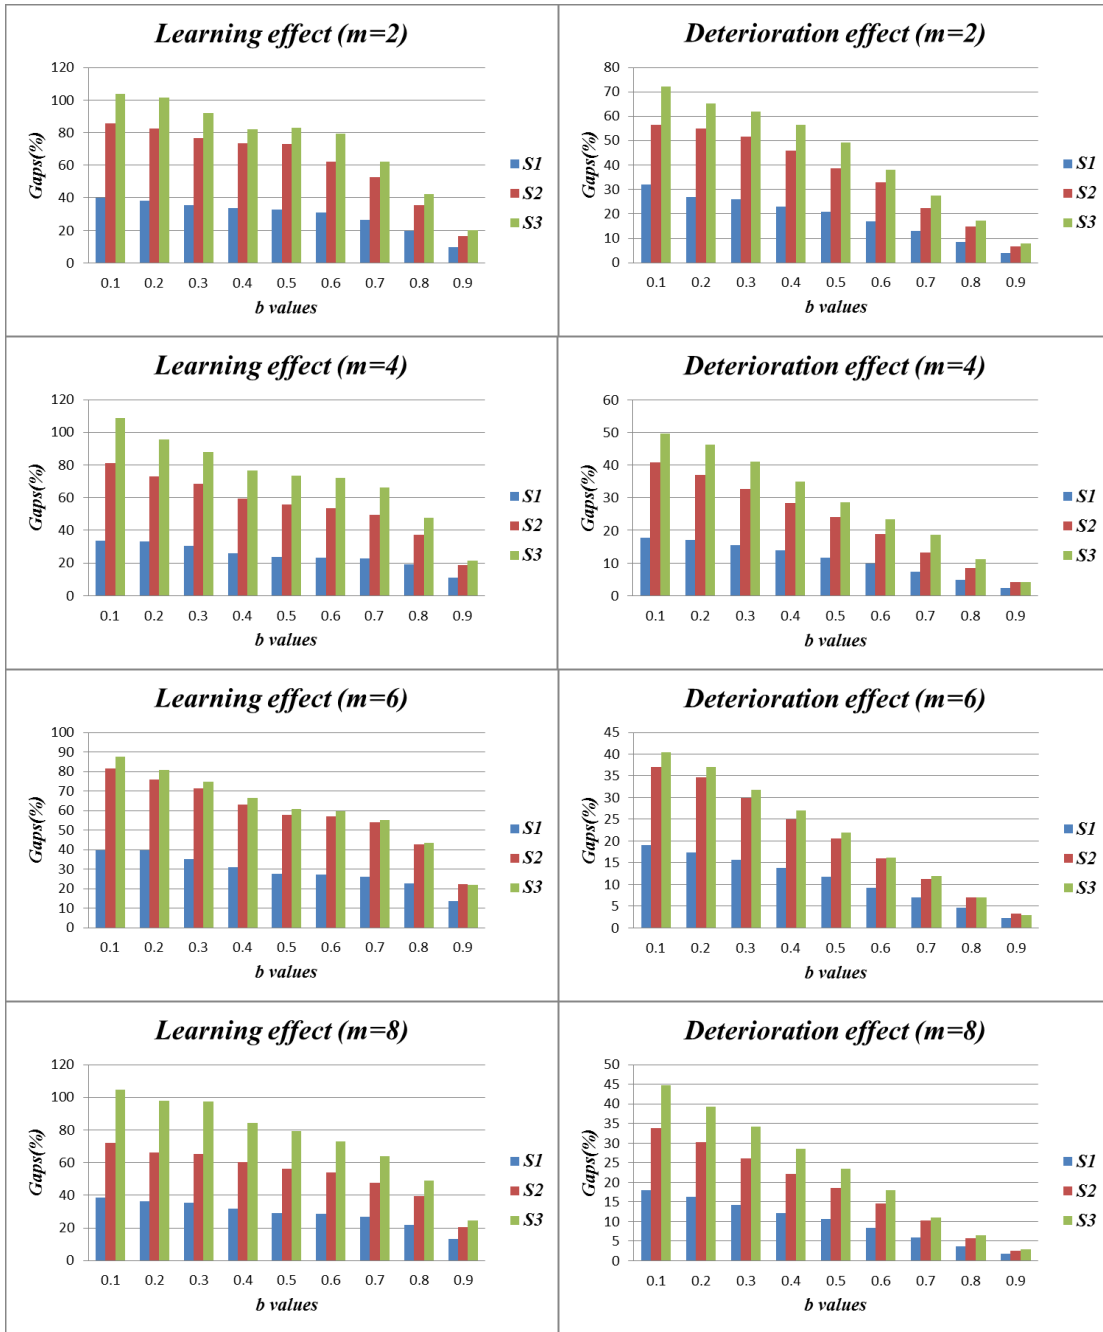 Learning effect (m=2)
120
100
80
60
40
20
0
Gaps(%)
0.1 0.2 0.3 0.4 0.5 0.6 0.7 0.8 0.9
b values
S1
S2
S3
Deterioration effect (m=2)
80
70
60
50
40
30
20
10
0
Gaps(%)
0.1 0.2 0.3 0.4 0.5 0.6 0.7 0.8 0.9
b values
S1
S2
S3
Learning effect (m=4)
120
100
80
60
40
20
0
Gaps(%)
0.1 0.2 0.3 0.4 0.5 0.6 0.7 0.8 0.9
b values
S1
S2
S3
Deterioration effect (m=4)
60
50
40
30
20
10
0
Gaps(%)
0.1 0.2 0.3 0.4 0.5 0.6 0.7 0.8 0.9
b values
S1
S2
S3
Learning effect (m=6)
100
90
80
70
60
50
40
30
20
10
0
Gaps(%)
0.1 0.2 0.3 0.4 0.5 0.6 0.7 0.8 0.9
b values
S1
S2
S3
Deterioration effect (m=6)
45
40
35
30
25
20
15
10
5
0
Gaps(%)
0.1 0.2 0.3 0.4 0.5 0.6 0.7 0.8 0.9
b values
S1
S2
S3
Learning effect (m=8)
120
100
80
60
40
20
0
Gaps(%)
0.1 0.2 0.3 0.4 0.5 0.6 0.7 0.8 0.9
b values
S1
S2
S3
Deterioration effect (m=8)
50
45
40
35
30
25
20
15
10
5
0
Gaps(%)
0.1 0.2 0.3 0.4 0.5 0.6 0.7 0.8 0.9
b values
S1
S2
S3